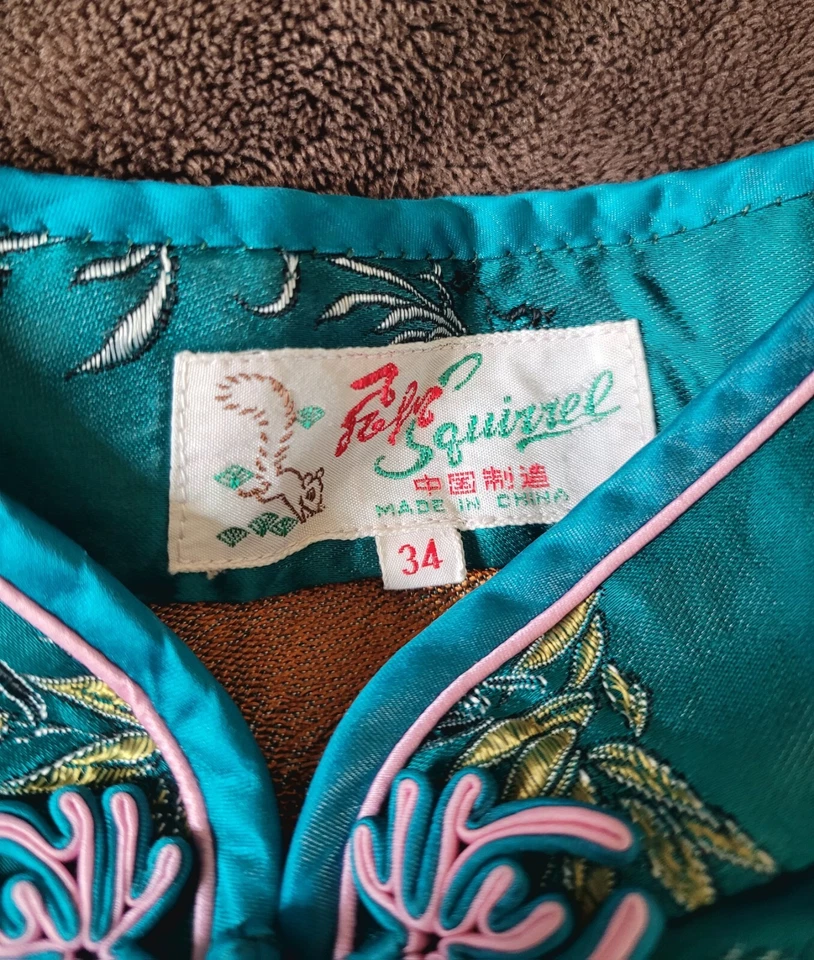 Squirrel
中国制造
MADE IN CHINA
34